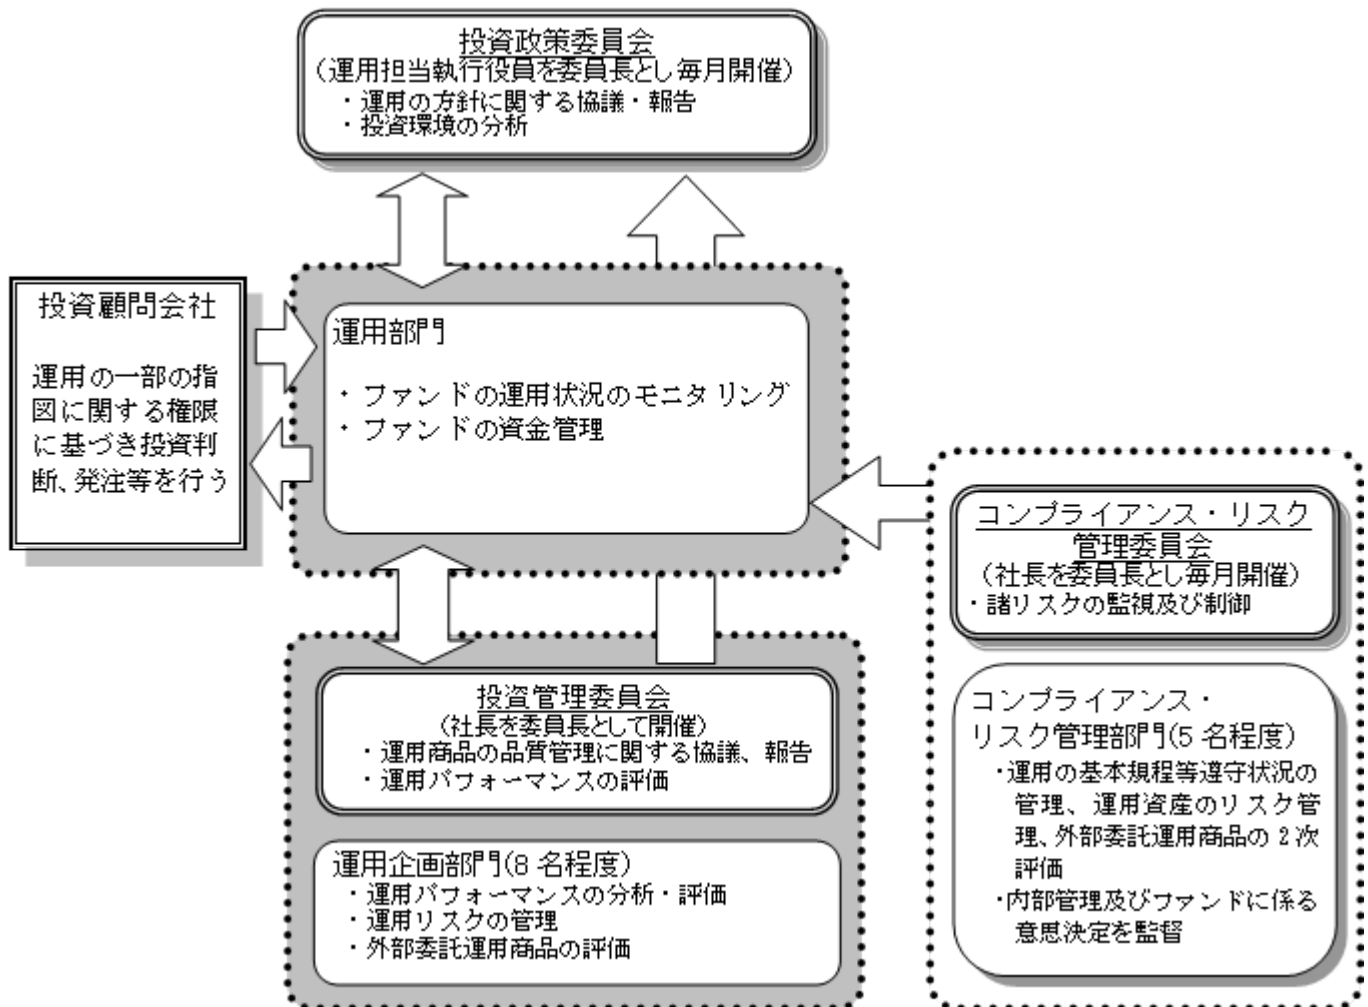 投資政策委員会
(運用担当執行役員を委員長とし毎月開催)
・運用の方針に関する協議・報告
・投資環境の分析
投資顧問会社
運用の一部の指
図に関する権限
に基づき投資判
断、発注等を行う
運用部門
・ファンドの運用状況のモニタリング
・ファンドの資金管理
コンプライアンス・リスク
管理委員会
(社長を委員長とし毎月開催)
・諸リスクの監視及び制御
コンプライアンス・
リスク管理部門(5名程度)
・運用の基本規程等遵守状況の
管理、運用資産のリスク管
理、外部委託運用商品の2次
評価
・内部管理及びファンドに係る
意思決定を監督
投資管理委員会
(社長を委員長として開催)
・運用商品の品質管理に関する協議、報告
・運用パフォーマンスの評価
運用企画部門(8名程度)
・運用パフォーマンスの分析・評価
・運用リスクの管理
・外部委託運用商品の評価